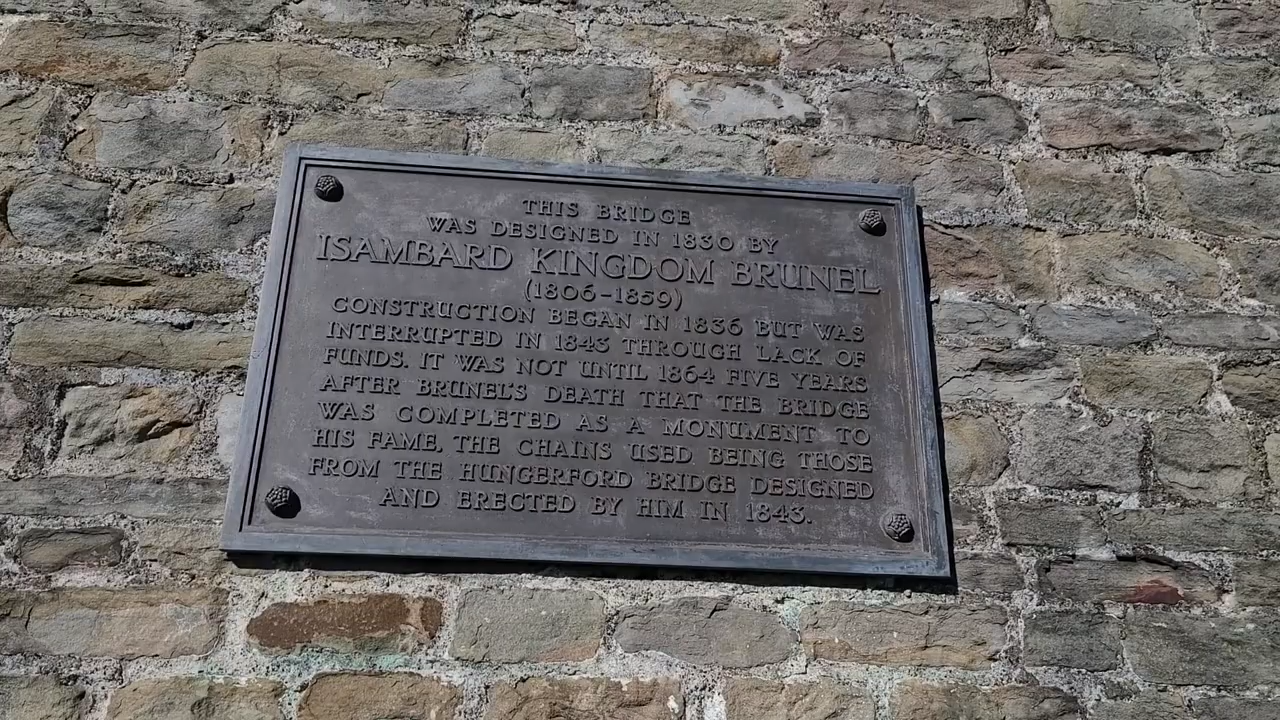 THIS BRIDGE
WAS DESIGNED IN 1830 BY
ISAMBARD KINGDOM BRUNEL
(1806-1859)
CONSTRUCTION BEGAN IN 1836 BUT WAS
INTERRUPTED IN 1843 THROUGH LACK OF
FUNDS. IT WAS NOT UNTIL 1864 FIVE YEARS
AFTER BRUNEL'S DEATH THAT THE BRIDGE
WAS COMPLETED AS A MONUMENT TO
HIS FAME, THE CHAINS USED BEING THOSE
FROM THE HUNGERFORD BRIDGE DESIGNED
AND ERECTED BY HIM IN 1843.